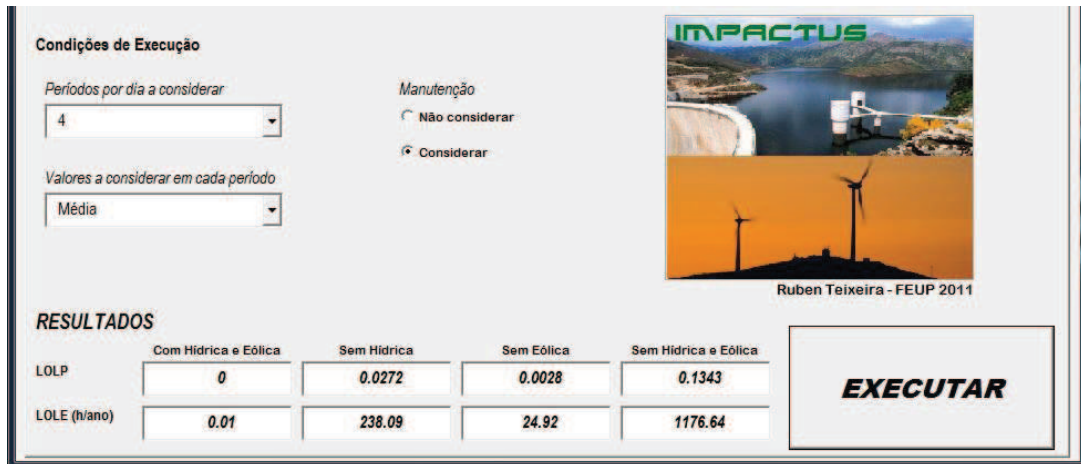 IMPACTUS
Condições de Execução
Períodos por dia a considerar
4
Manutenção
Não considerar
Considerar
Valores a considerar em cada período
Média
Ruben Teixeira - FEUP 2011
RESULTADOS
Com Hídrica e Eólica Sem Hídrica Sem Eólica Sem Hídrica e Eólica
LOLP 0 0.0272 0.0028 0.1343
LOLE (h/ano) 0.01 238.09 24.92 1176.64
EXECUTAR